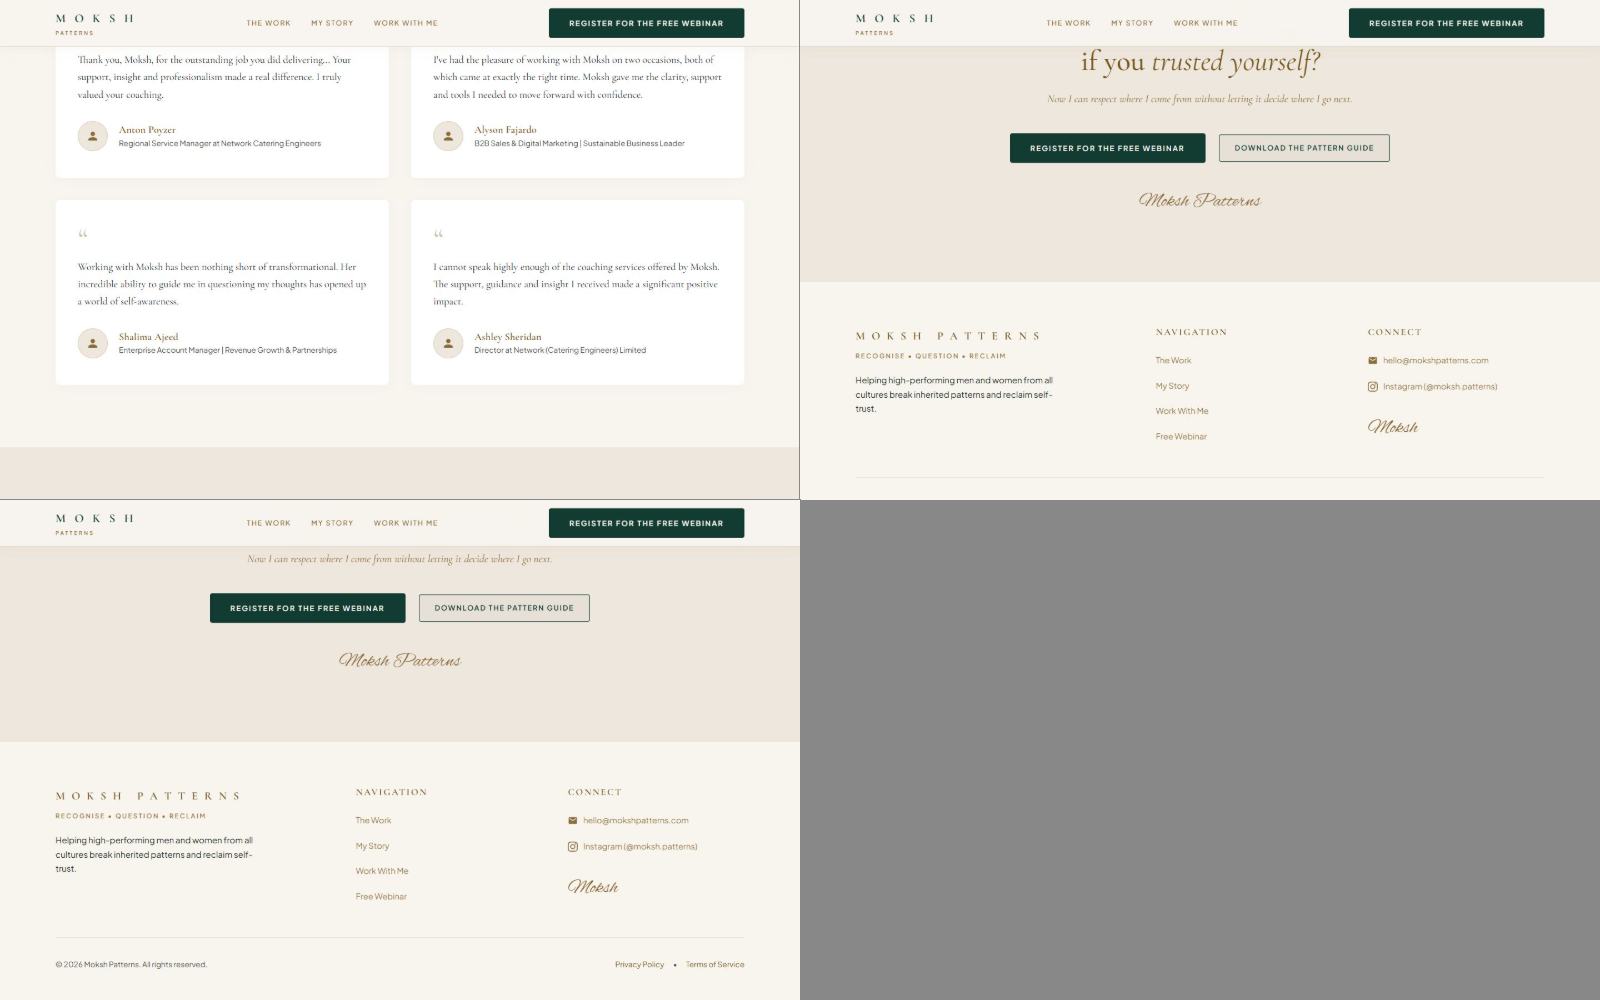 MOKSH
PATTERNS
THE WORK
MY STORY
WORK WITH ME
REGISTER FOR THE FREE WEBINAR
Thank you, Moksh, for the outstanding job you did delivering... Your
support, insight and professionalism made a real difference. I truly
valued your coaching.
Anton Poyzer
Regional Service Manager at Network Catering Engineers
I've had the pleasure of working with Moksh on two occasions, both of
which came at exactly the right time. Moksh gave me the clarity, support
and tools I needed to move forward with confidence.
Alyson Fajardo
B2B Sales & Digital Marketing | Sustainable Business Leader
“
Working with Moksh has been nothing short of transformational. Her
incredible ability to guide me in questioning my thoughts has opened up
a world of self-awareness.
Shalima Ajeed
Enterprise Account Manager | Revenue Growth & Partnerships
“
I cannot speak highly enough of the coaching services offered by Moksh.
The support, guidance and insight I received made a significant positive
impact.
Ashley Sheridan
Director at Network (Catering Engineers) Limited
MOKSH
PATTERNS
THE WORK
MY STORY
WORK WITH ME
REGISTER FOR THE FREE WEBINAR
if you trusted yourself?
Now I can respect where I come from without letting it decide where I go next.
REGISTER FOR THE FREE WEBINAR
DOWNLOAD THE PATTERN GUIDE
Moksh Patterns
MOKSH PATTERNS
RECOGNISE • QUESTION • RECLAIM
Helping high-performing men and women from all
cultures break inherited patterns and reclaim self-
trust.
NAVIGATION
The Work
My Story
Work With Me
Free Webinar
CONNECT
hello@mokshpatterns.com
Instagram (@moksh.patterns)
Moksh
MOKSH
PATTERNS
THE WORK
MY STORY
WORK WITH ME
REGISTER FOR THE FREE WEBINAR
Now I can respect where I come from without letting it decide where I go next.
REGISTER FOR THE FREE WEBINAR
DOWNLOAD THE PATTERN GUIDE
Moksh Patterns
MOKSH PATTERNS
RECOGNISE • QUESTION • RECLAIM
Helping high-performing men and women from all
cultures break inherited patterns and reclaim self-
trust.
NAVIGATION
The Work
My Story
Work With Me
Free Webinar
CONNECT
hello@mokshpatterns.com
Instagram (@moksh.patterns)
Moksh
© 2026 Moksh Patterns. All rights reserved.
Privacy Policy • Terms of Service